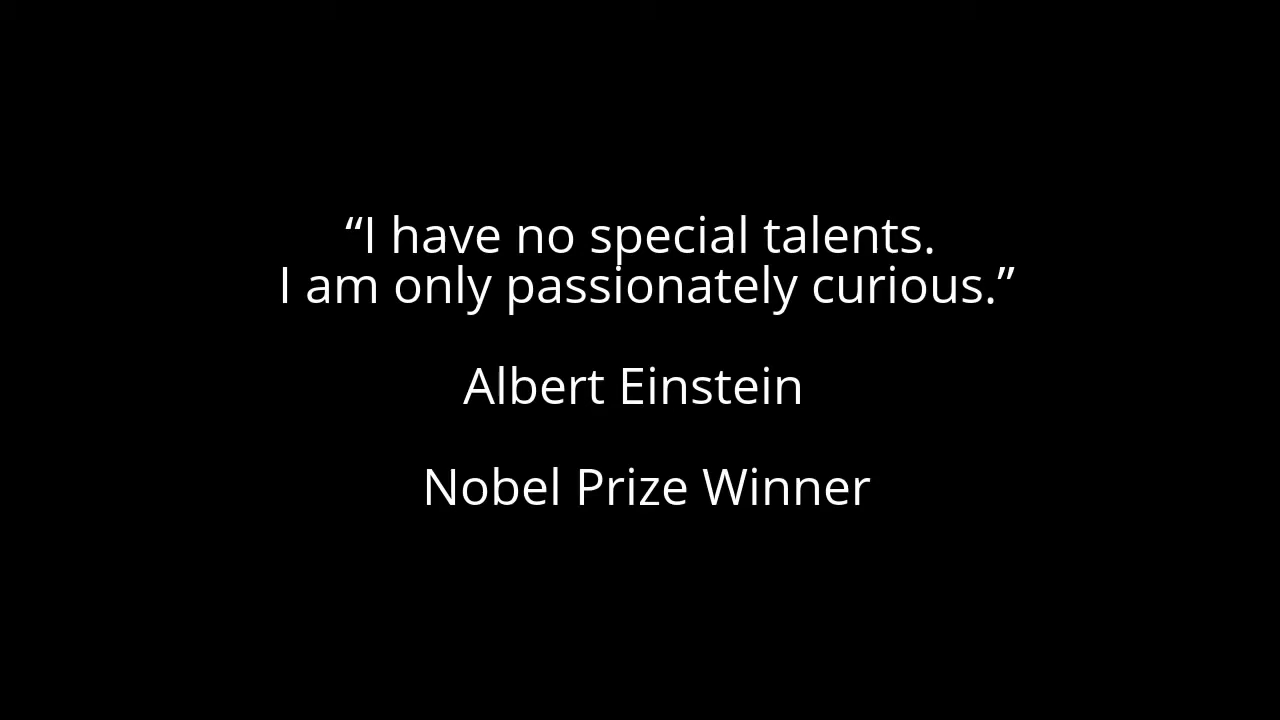 “I have no special talents.
I am only passionately curious.”
Albert Einstein
Nobel Prize Winner